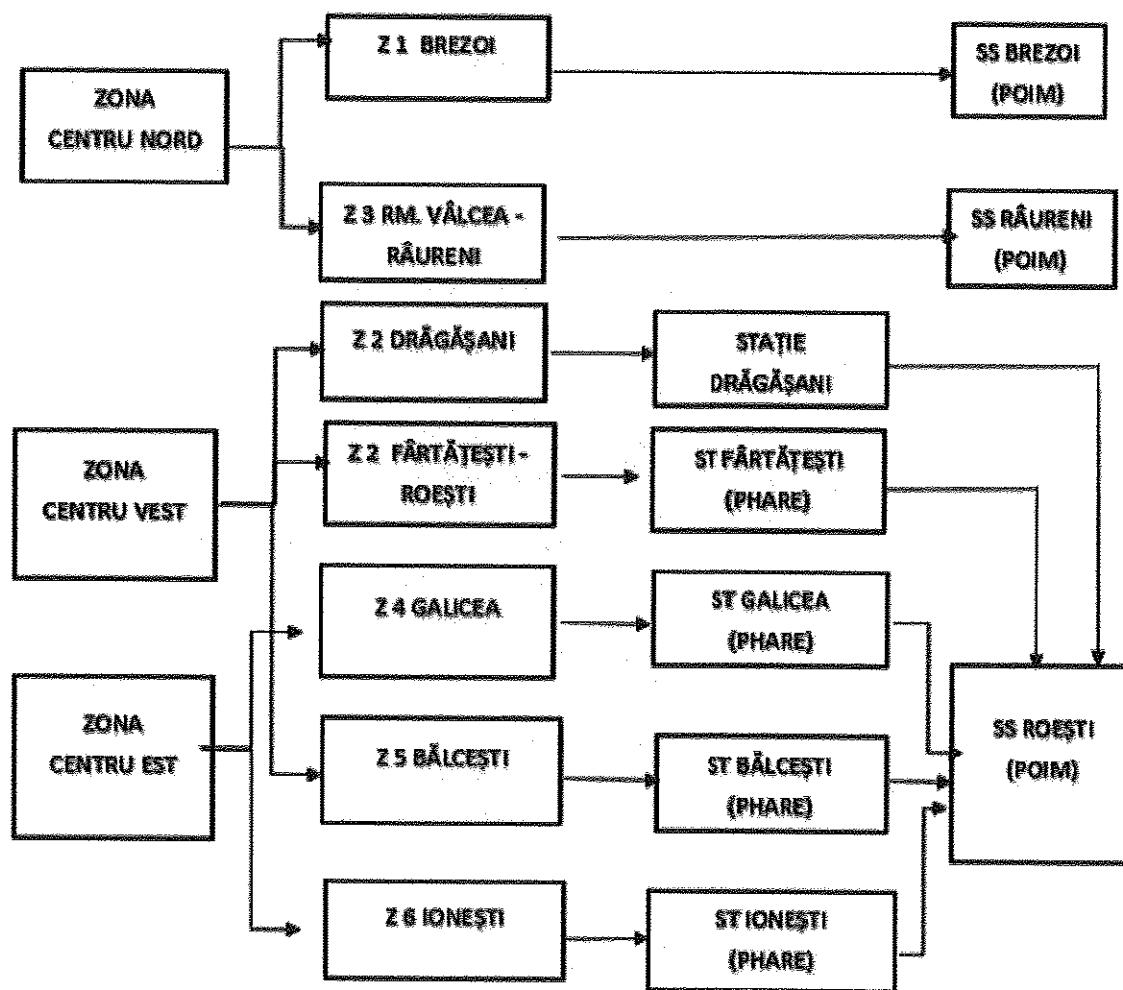 Z 1 BREZOI
SS BREZOI
(POIM)
ZONA
CENTRU NORD
Z 3 RM. VÂLCEA -
RÂURENI
SS RÂURENI
(POIM)
Z 2 DRĂGĂȘANI
STAȚIE
DRĂGĂȘANI
ZONA
CENTRU VEST
Z 2 FÂRTĂȚEȘTI -
ROEȘTI
ST FÂRTĂȚEȘTI
(PHARE)
Z 4 GALICEA
ST GALICEA
(PHARE)
ZONA
CENTRU EST
Z 5 BĂLCEȘTI
ST BĂLCEȘTI
(PHARE)
SS ROEȘTI
(POIM)
Z 6 IONEȘTI
ST IONEȘTI
(PHARE)